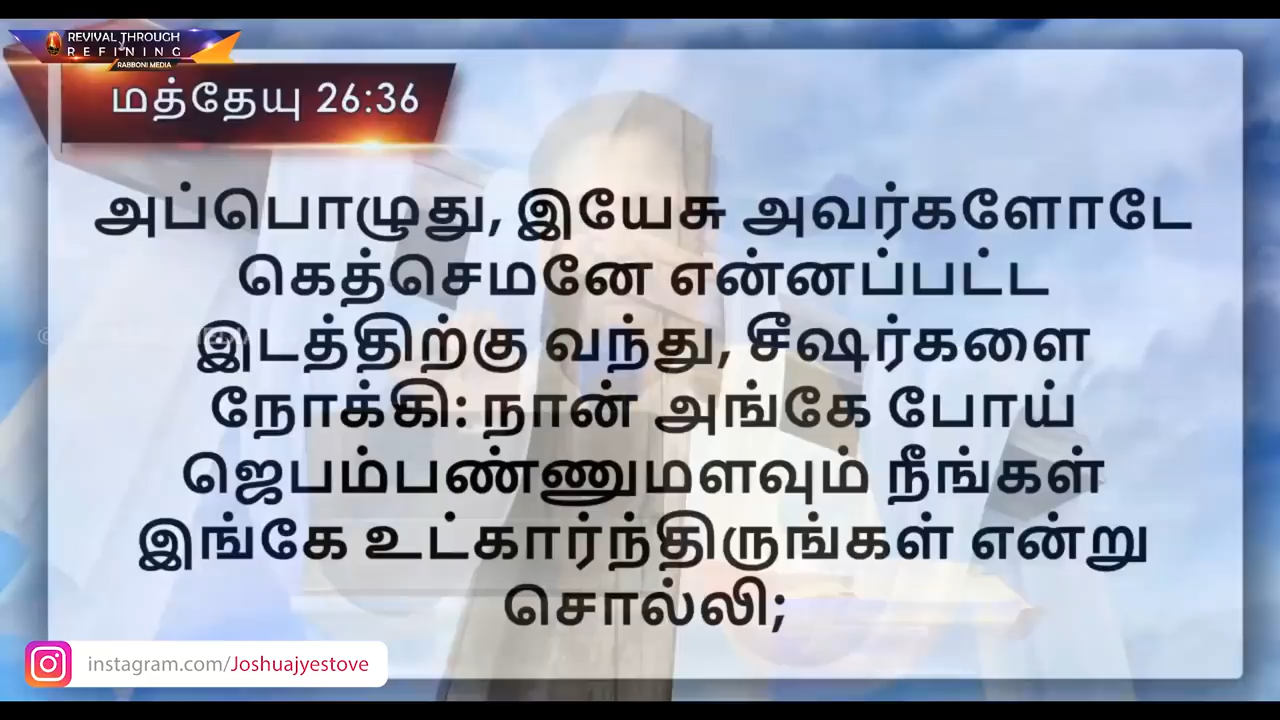 REVIVAL THROUGH
REFINING
RABBONI MEDIA
மத்தேயு 26:36
அப்பொழுது, இயேசு அவர்களோடே
கெத்செமனே என்னப்பட்ட
இடத்திற்கு வந்து, சீஷர்களை
நோக்கி: நான் அங்கே போய்
ஜெபம்பண்ணுமளவும் நீங்கள்
இங்கே உட்கார்ந்திருங்கள் என்று
சொல்லி;
instagram.com/Joshuajyestove